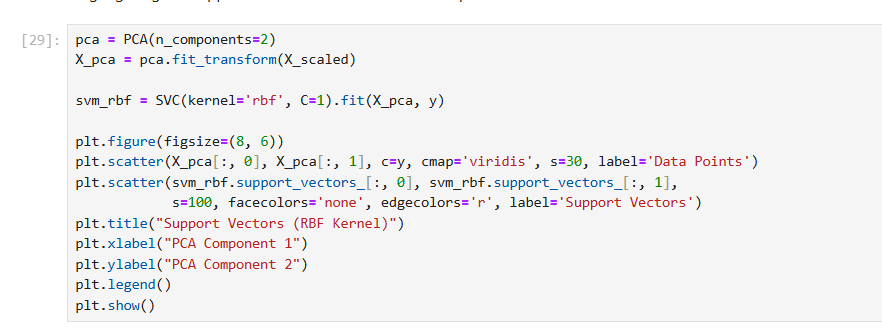 [29]: pca = PCA(n_components=2)
X_pca = pca.fit_transform(X_scaled)
svm_rbf = SVC(kernel='rbf', C=1).fit(X_pca, y)
plt.figure(figsize=(8, 6))
plt.scatter(X_pca[:, 0], X_pca[:, 1], c=y, cmap='viridis', s=30, label='Data Points')
plt.scatter(svm_rbf.support_vectors_[:, 0], svm_rbf.support_vectors_[:, 1],
s=100, facecolors='none', edgecolors='r', label='Support Vectors')
plt.title("Support Vectors (RBF Kernel)")
plt.xlabel("PCA Component 1")
plt.ylabel("PCA Component 2")
plt.legend()
plt.show()